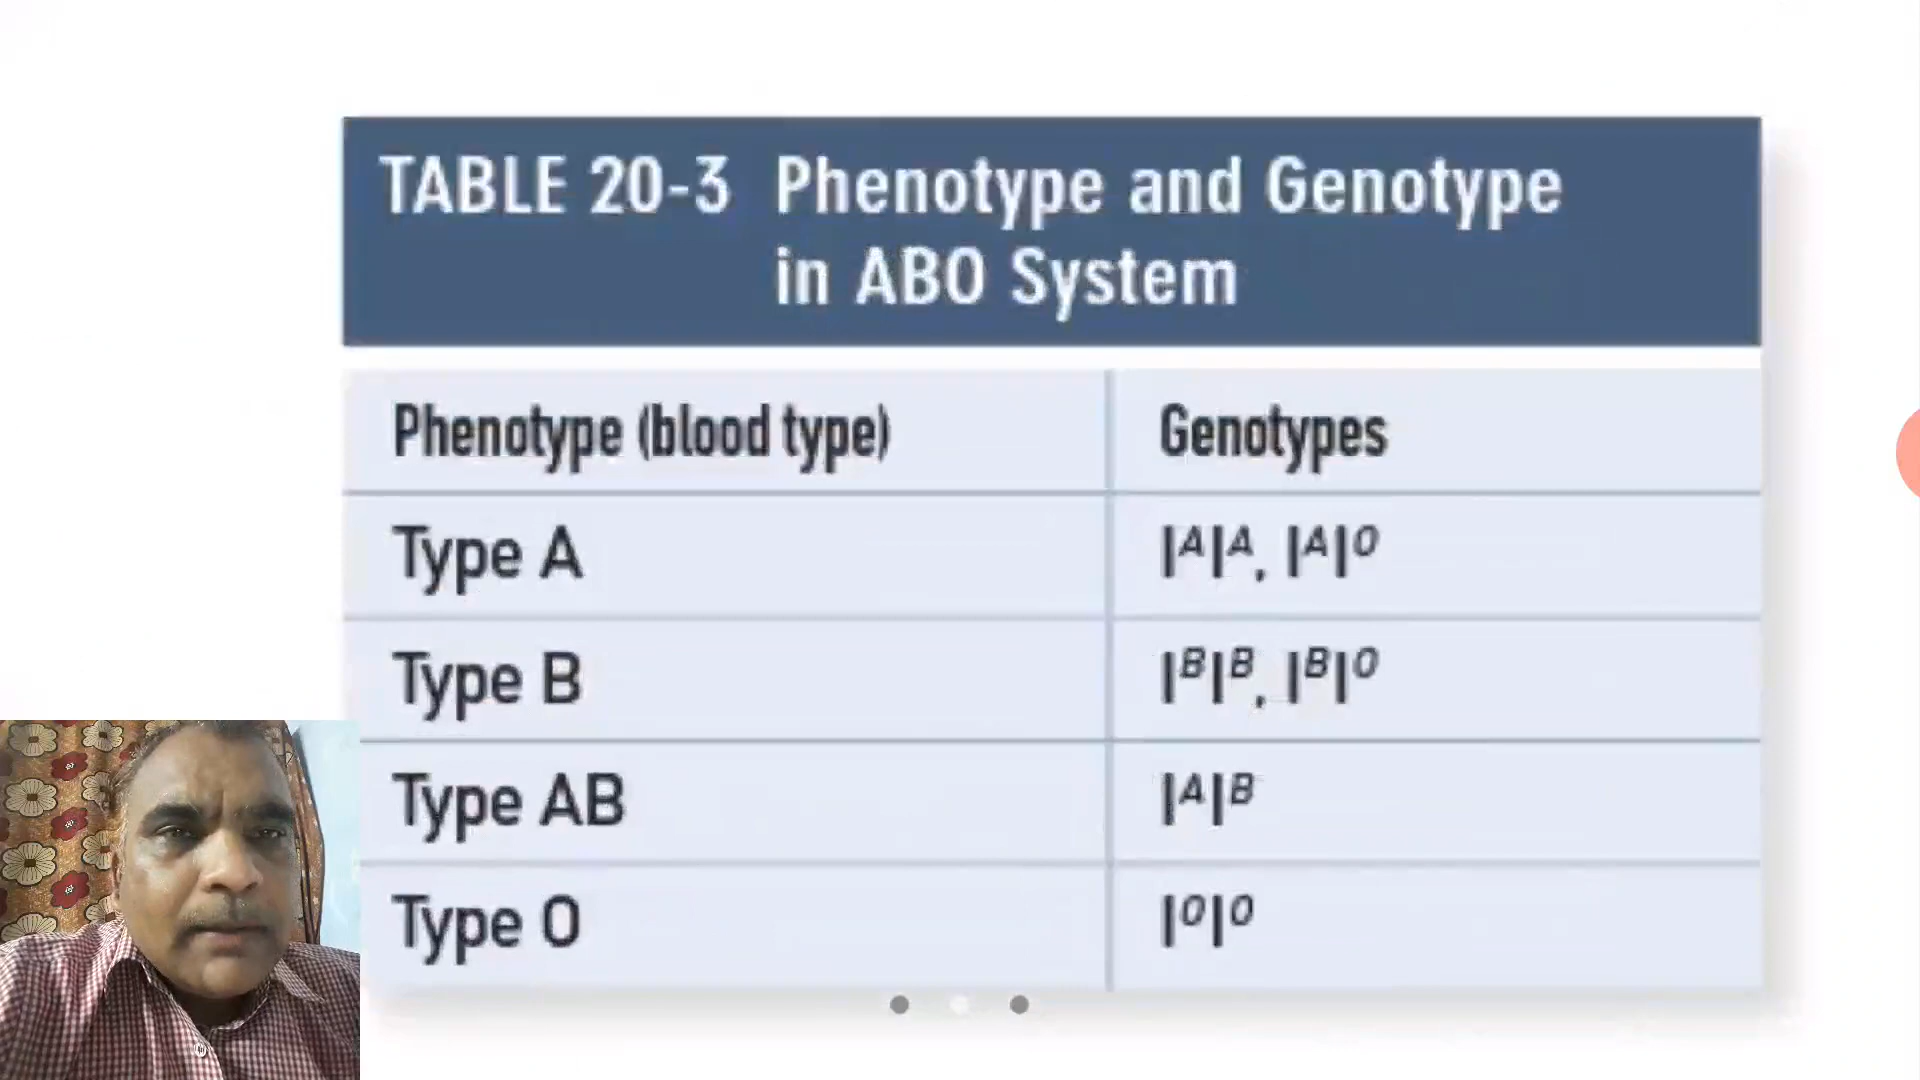 TABLE 20-3 Phenotype and Genotype
in ABO System
Phenotype (blood type) Genotypes
Type A IᴬIᴬ, IᴬIᴼ
Type B IᴮIᴮ, IᴮIᴼ
Type AB IᴬIᴮ
Type O IᴼIᴼ